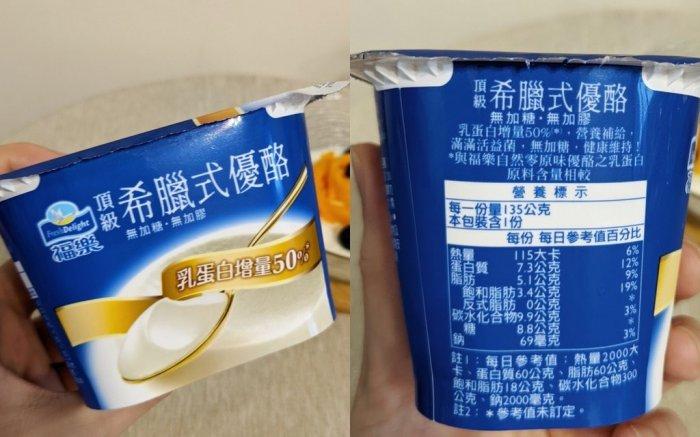 FreshDelight
福樂
頂級 希臘式優酪
無加糖・無加膠
乳蛋白增量50%*
頂級 希臘式優酪
無加糖・無加膠
乳蛋白增量50%(*)，營養補給，
滿滿活益菌，無加糖，健康維持！
*與福樂自然零原味優酪之乳蛋白
原料含量相較
營養標示
每一份量135公克
本包裝含1份
每份 每日參考值百分比
熱量 115大卡 6%
蛋白質 7.3公克 12%
脂肪 5.1公克 9%
飽和脂肪3.4公克 19%
反式脂肪 0公克 *
碳水化合物9.9公克 3%
糖 8.8公克 *
鈉 69毫克 3%
註1：每日參考值：熱量2000大
卡、蛋白質60公克、脂肪60公克、
飽和脂肪18公克、碳水化合物300
公克、鈉2000毫克。
註2：*參考值未訂定。